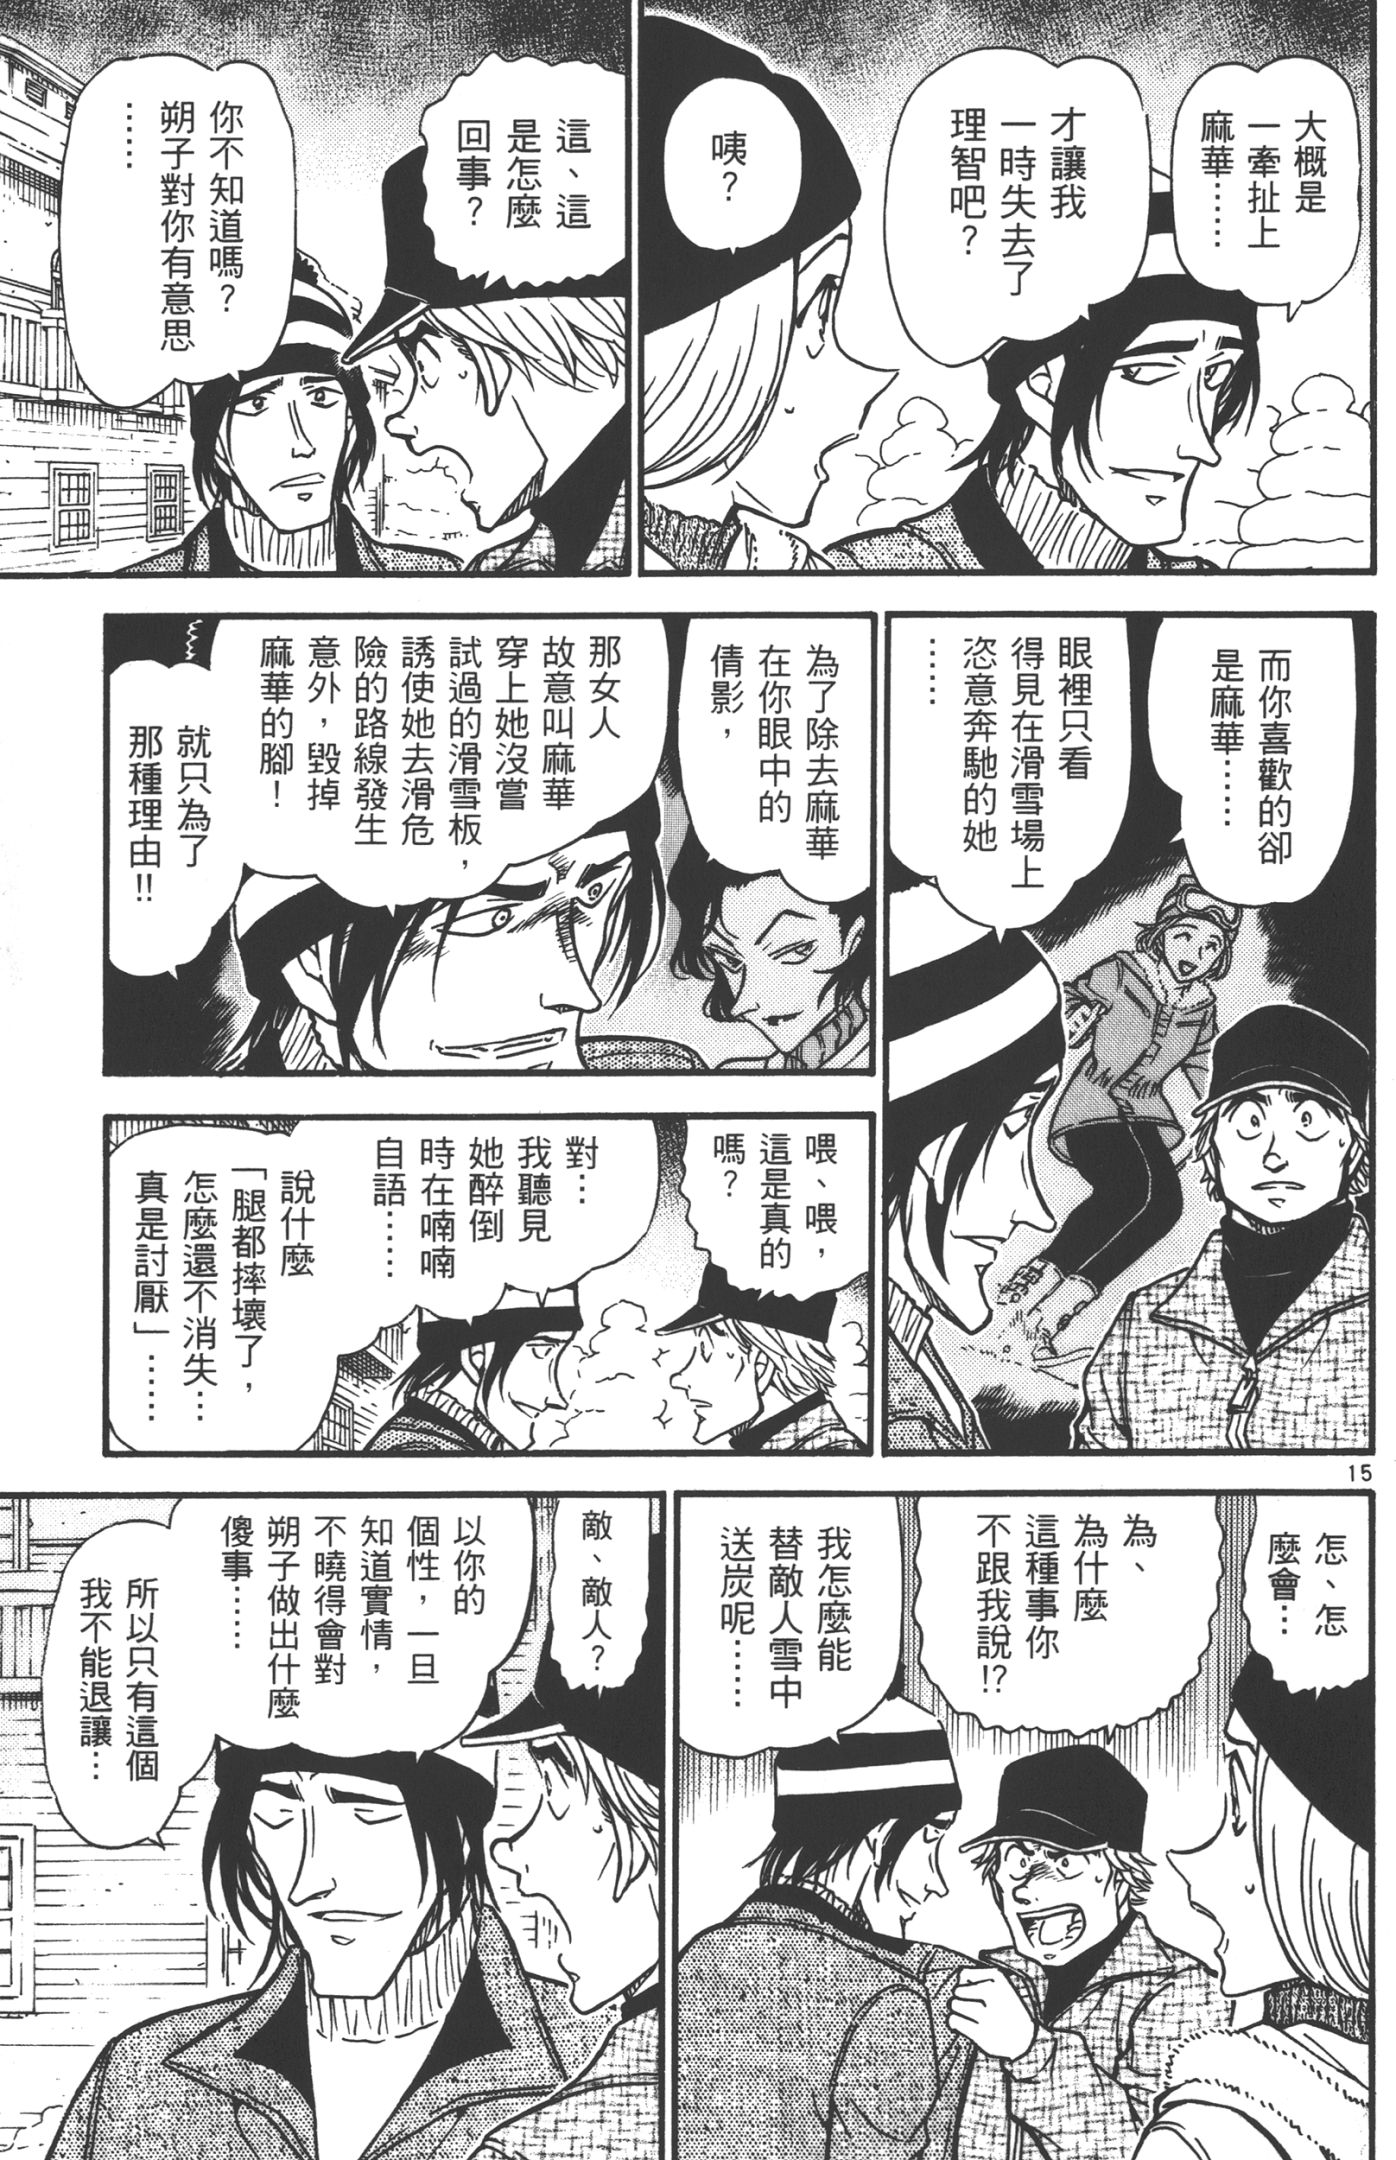 大概是
一牽扯上
麻華……
才讓我
一時失去了
理智吧？
咦？
這、這
是怎麼
回事？
你不知道嗎？
朔子對你有意思
……
而你喜歡的卻
是麻華……
眼裡只看
得見在滑雪場上
恣意奔馳的她
……
為了除去麻華
在你眼中的
倩影，
那女人
故意叫麻華
穿上她沒嘗
試過的滑雪板，
誘使她去滑危
險的路線發生
意外，毀掉
麻華的腳！
就只為了
那種理由!!
喂、喂，
這是真的
嗎？
對…
我聽見
她醉倒
時在喃喃
自語……
說什麼
「腿都摔壞了，
怎麼還不消失…
真是討厭」……
15
怎、怎
麼會…
為、
為什麼
這種事你
不跟我說!?
我怎麼能
替敵人雪中
送炭呢……
敵、敵人？
以你的
個性，一旦
知道實情，
不曉得會對
朔子做出什麼
傻事……
所以只有這個
我不能退讓…